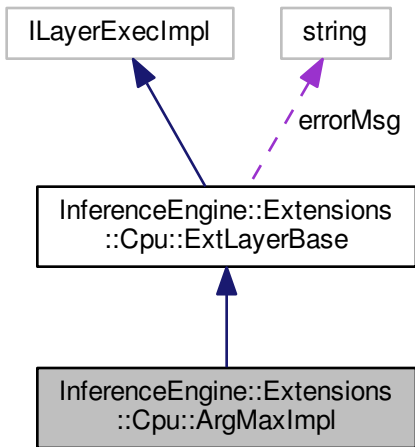 ILayerExecImpl
string
errorMsg
InferenceEngine::Extensions
::Cpu::ExtLayerBase
InferenceEngine::Extensions
::Cpu::ArgMaxImpl